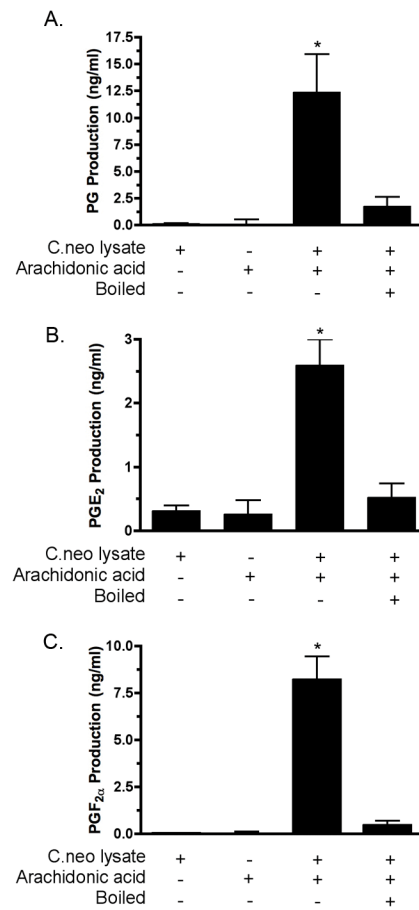 A.
PG Production (ng/ml)
17.5
15.0
12.5
10.0
7.5
5.0
2.5
0.0
*
C.neo lysate + - + +
Arachidonic acid - + + +
Boiled - - - +
B.
PGE₂ Production (ng/ml)
3
2
1
0
*
C.neo lysate + - + +
Arachidonic acid - + + +
Boiled - - - +
C.
PGF₂α Production (ng/ml)
10.0
7.5
5.0
2.5
0.0
*
C.neo lysate + - + +
Arachidonic acid - + + +
Boiled - - - +